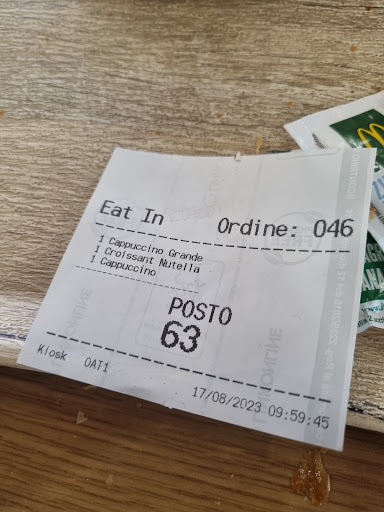 Eat In Ordine: 046
1 Cappuccino Grande
1 Croissant Nutella
1 Cappuccino
POSTO
63
Kiosk OAT1
17/08/2023 09:59:45